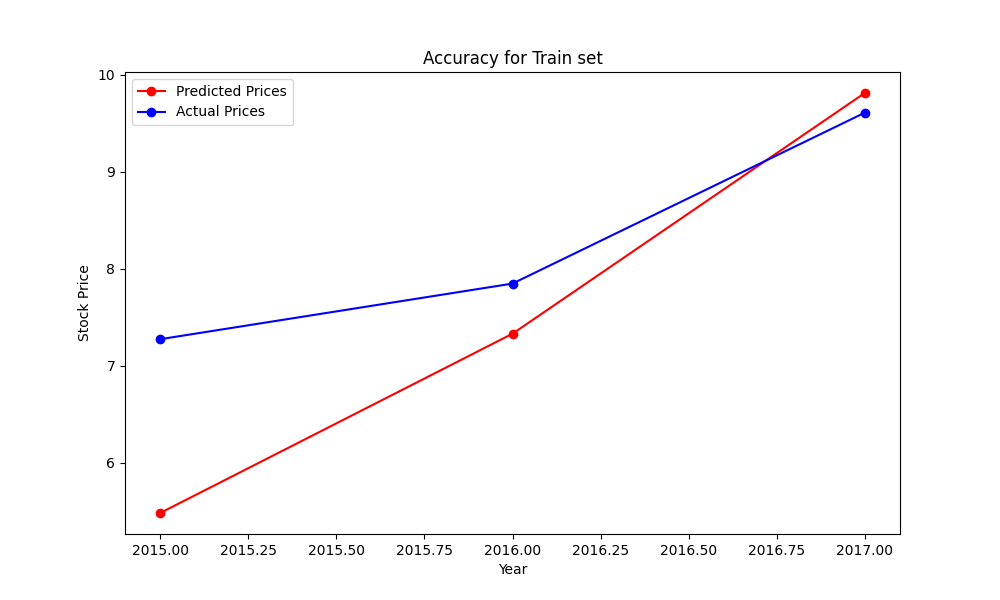 Accuracy for Train set
Predicted Prices
Actual Prices
10
9
8
7
6
Stock Price
2015.00 2015.25 2015.50 2015.75 2016.00 2016.25 2016.50 2016.75 2017.00
Year